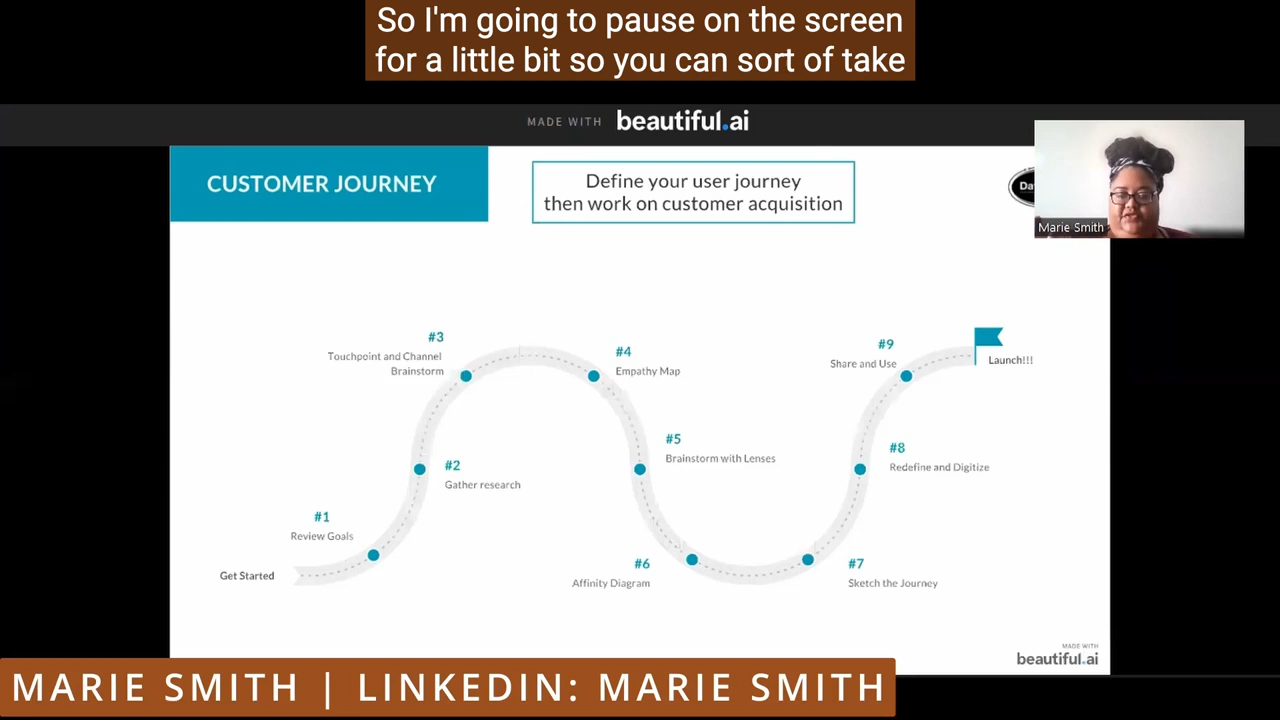 So I'm going to pause on the screen
for a little bit so you can sort of take
MADE WITH beautiful.ai
CUSTOMER JOURNEY
Define your user journey
then work on customer acquisition
Marie Smith
#3
Touchpoint and Channel
Brainstorm
#4
Empathy Map
#9
Share and Use
Launch!!!
#5
Brainstorm with Lenses
#8
Redefine and Digitize
#2
Gather research
#1
Review Goals
Get Started
#6
Affinity Diagram
#7
Sketch the Journey
MADE WITH
beautiful.ai
MARIE SMITH | LINKEDIN: MARIE SMITH